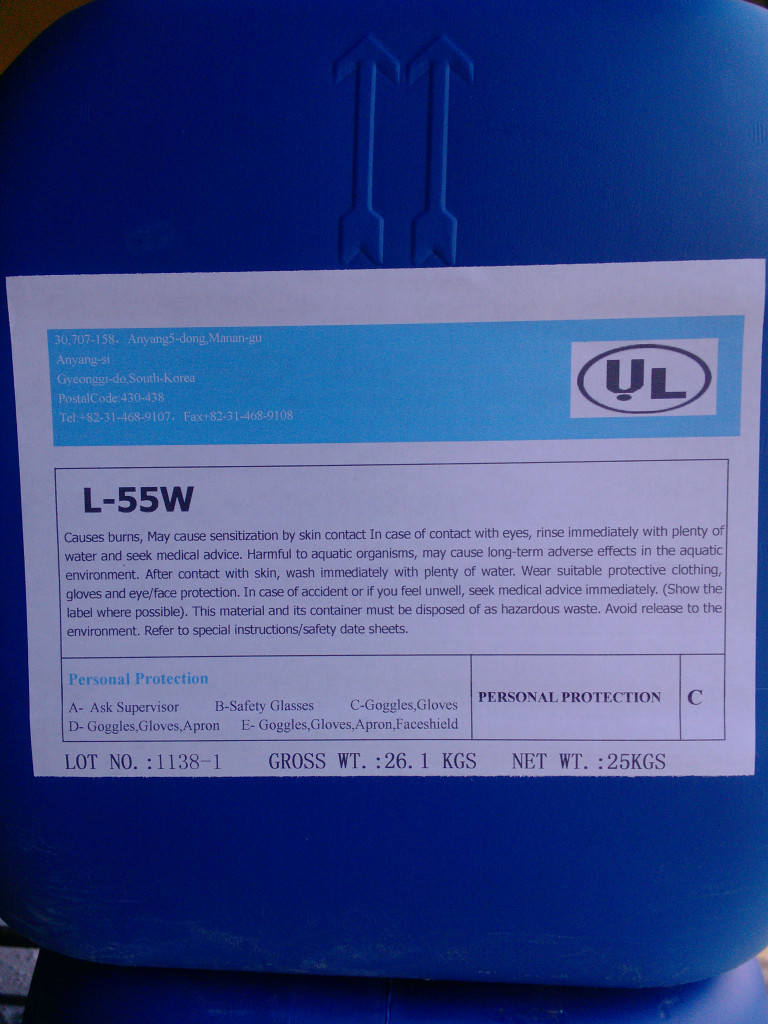 30,707-158, Anyang5-dong,Manan-gu
Anyang-si
Gyeonggi-do,South-Korea
PostalCode:430-438
Tel:+82-31-468-9107, Fax+82-31-468-9108
UL
L-55W
Causes burns, May cause sensitization by skin contact In case of contact with eyes, rinse immediately with plenty of
water and seek medical advice. Harmful to aquatic organisms, may cause long-term adverse effects in the aquatic
environment. After contact with skin, wash immediately with plenty of water. Wear suitable protective clothing,
gloves and eye/face protection. In case of accident or if you feel unwell, seek medical advice immediately. (Show the
label where possible). This material and its container must be disposed of as hazardous waste. Avoid release to the
environment. Refer to special instructions/safety date sheets.
Personal Protection
A- Ask Supervisor B-Safety Glasses C-Goggles,Gloves
D- Goggles,Gloves,Apron E- Goggles,Gloves,Apron,Faceshield
PERSONAL PROTECTION C
LOT NO.:1138-1 GROSS WT.:26.1 KGS NET WT.:25KGS